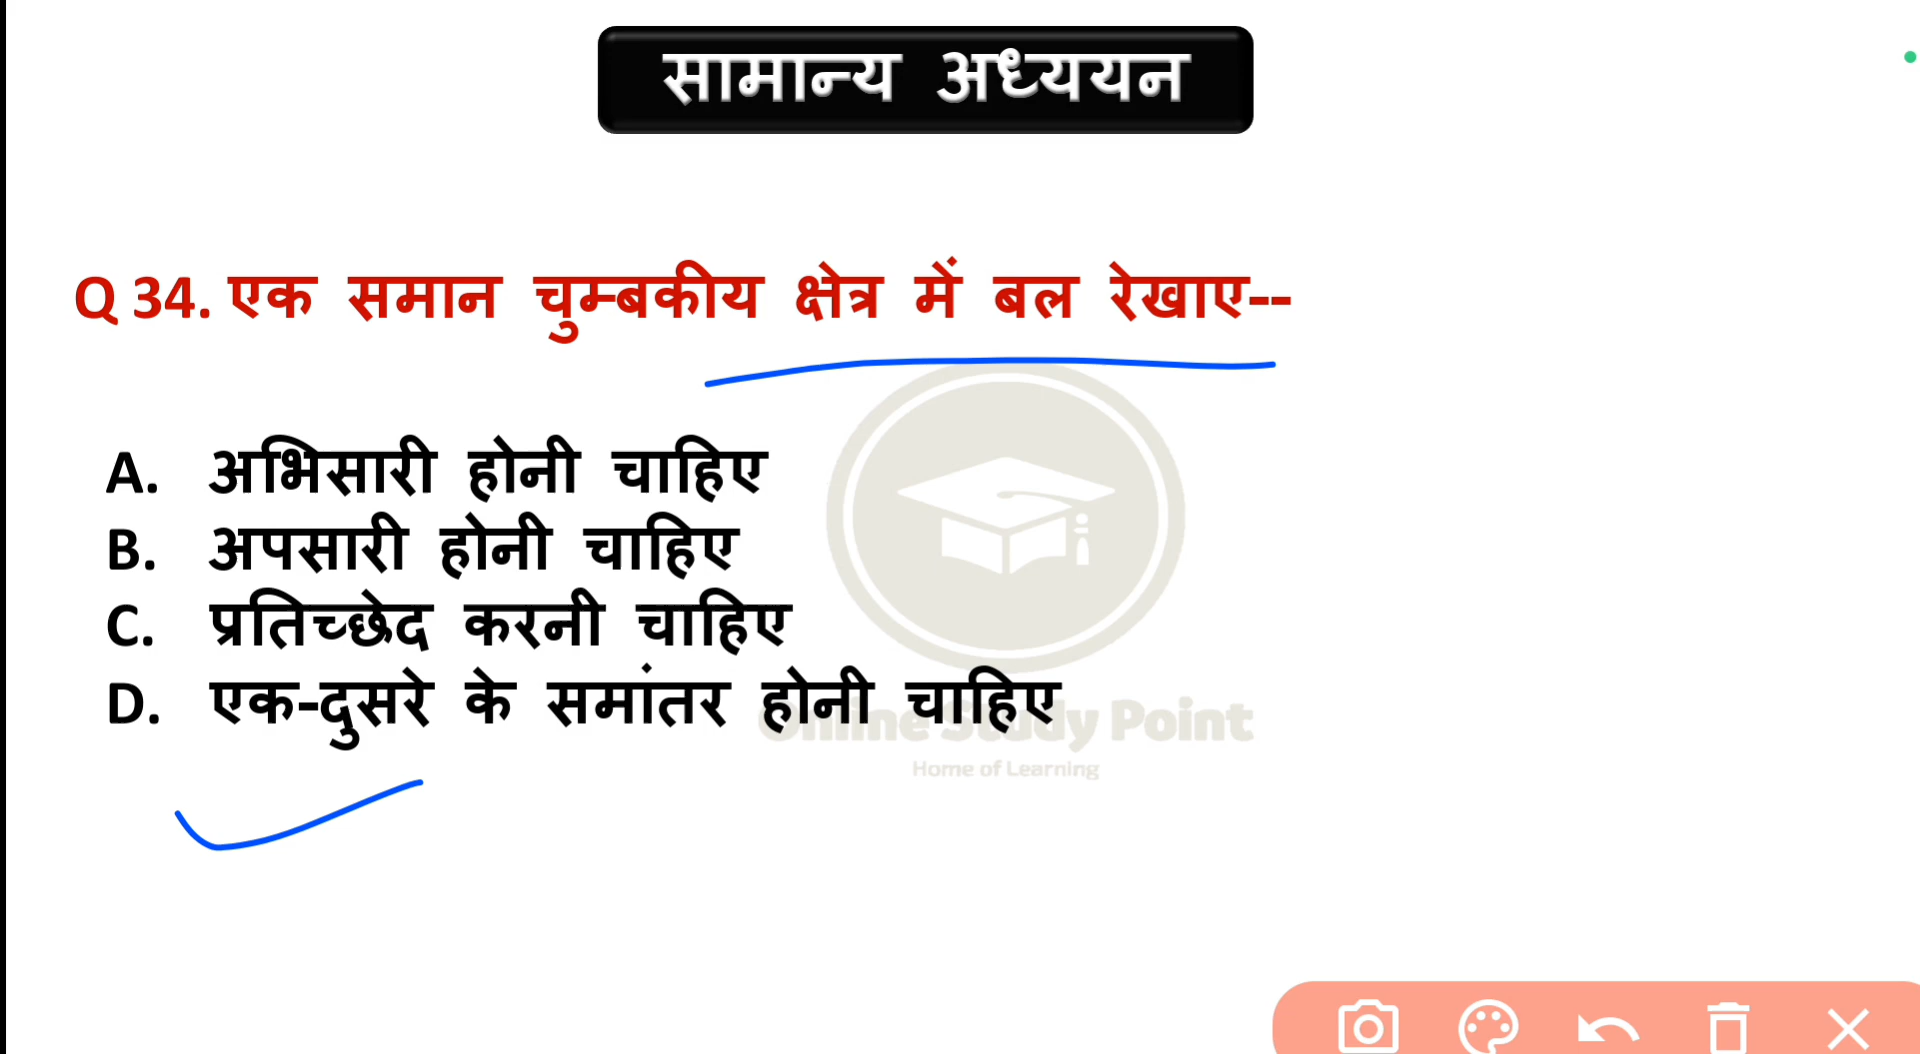 सामान्य अध्ययन
Q 34. एक समान चुम्बकीय क्षेत्र में बल रेखाए--
A. अभिसारी होनी चाहिए
B. अपसारी होनी चाहिए
C. प्रतिच्छेद करनी चाहिए
D. एक-दुसरे के समांतर होनी चाहिए
Online Study Point
Home of Learning